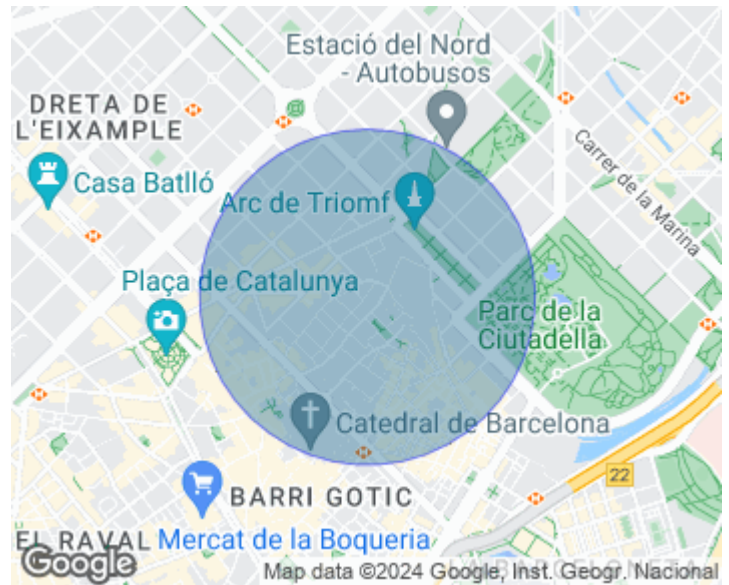 Estació del Nord
- Autobusos
DRETA DE
L'EIXAMPLE
Carrer de la Marina
Casa Batlló
Arc de Triomf
Plaça de Catalunya
Parc de la
Ciutadella
Catedral de Barcelona
22
BARRI GOTIC
EL RAVAL
Mercat de la Boqueria
Google
Map data ©2024 Google, Inst. Geogr. Nacional